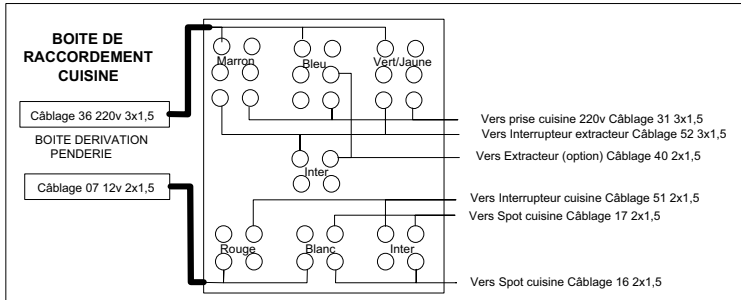 BOITE DE
RACCORDEMENT
CUISINE
Câblage 36 220v 3x1,5
BOITE DERIVATION
PENDERIE
Câblage 07 12v 2x1,5
Marron
Bleu
Vert/Jaune
Inter
Rouge
Blanc
Inter
Vers prise cuisine 220v Câblage 31 3x1,5
Vers Interrupteur extracteur Câblage 52 3x1,5
Vers Extracteur (option) Câblage 40 2x1,5
Vers Interrupteur cuisine Câblage 51 2x1,5
Vers Spot cuisine Câblage 17 2x1,5
Vers Spot cuisine Câblage 16 2x1,5